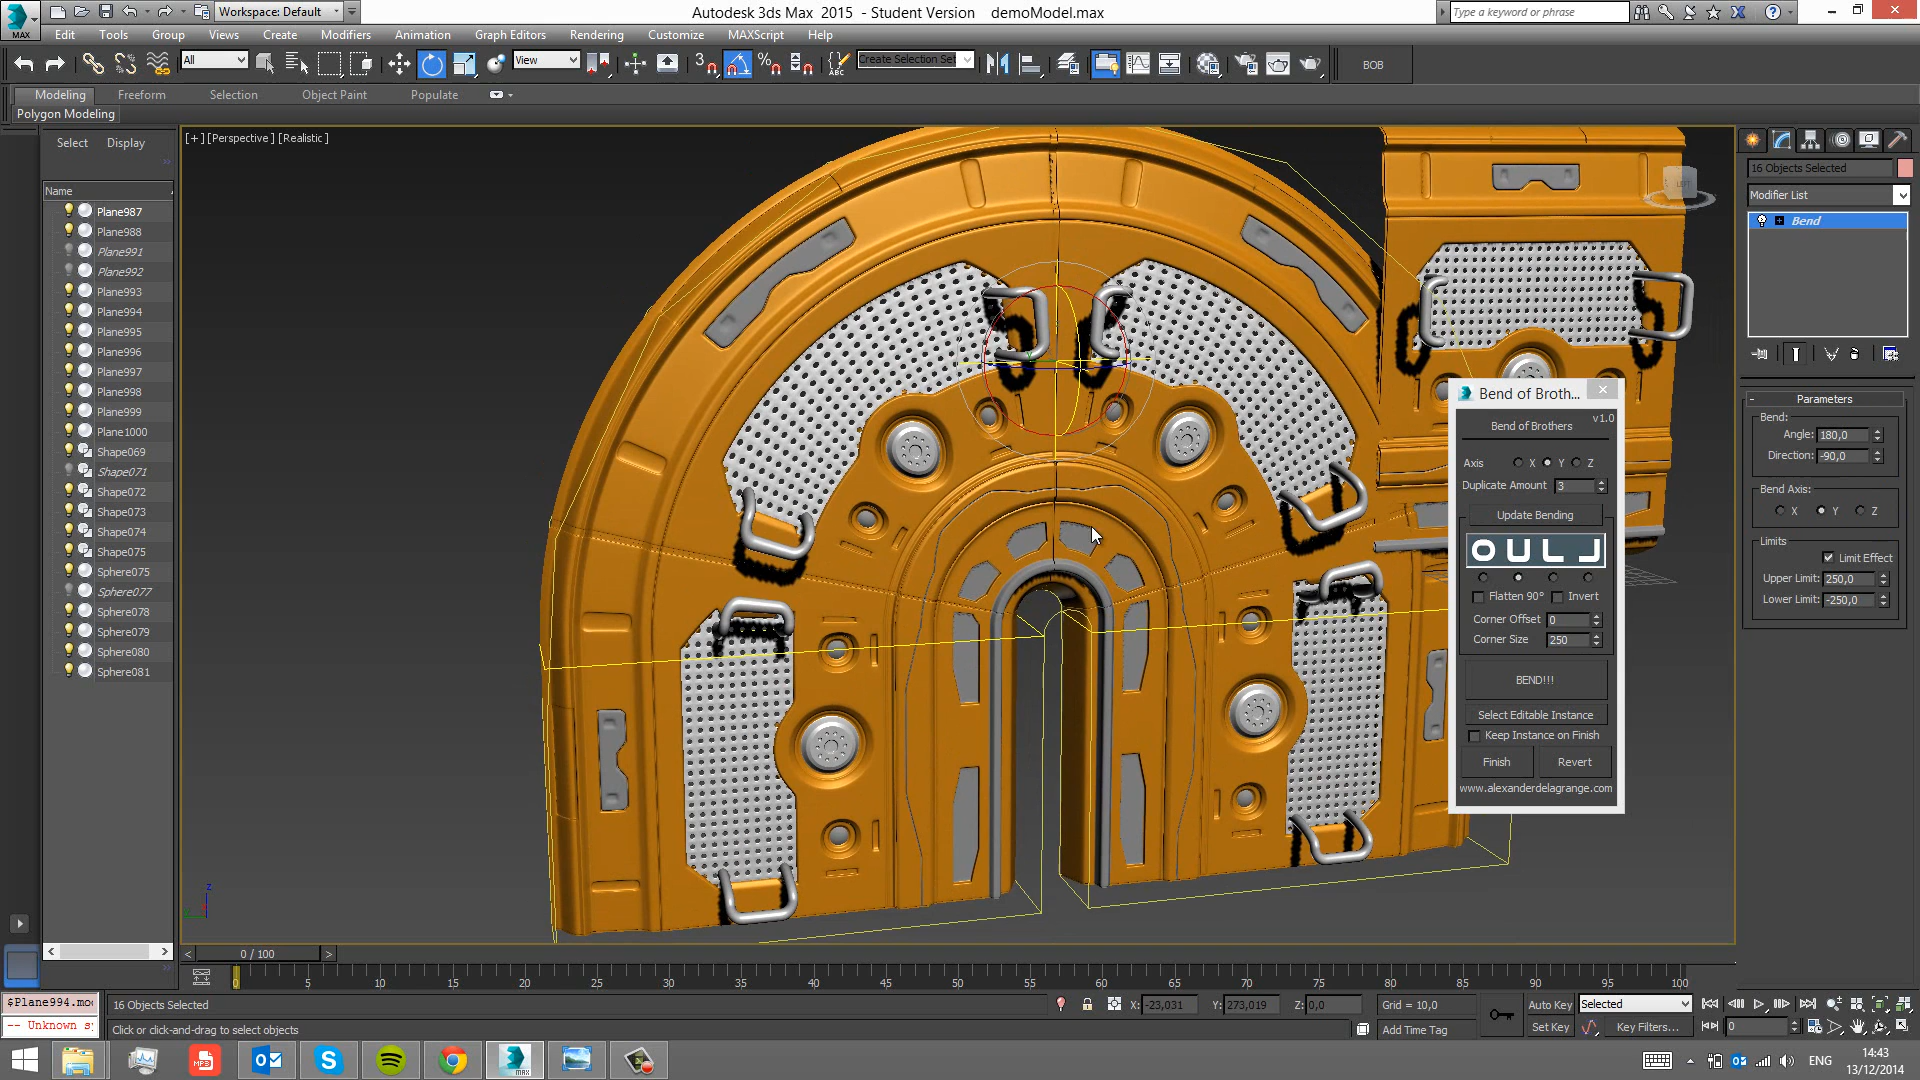 Workspace: Default
Autodesk 3ds Max 2015 - Student Version demoModel.max
Type a keyword or phrase
MAX
Edit Tools Group Views Create Modifiers Animation Graph Editors Rendering Customize MAXScript Help
All
View
3
ABC
Create Selection Set
BOB
Modeling Freeform Selection Object Paint Populate
Polygon Modeling
Select Display
Name
Plane987
Plane988
Plane991
Plane992
Plane993
Plane994
Plane995
Plane996
Plane997
Plane998
Plane999
Plane1000
Shape069
Shape071
Shape072
Shape073
Shape074
Shape075
Sphere075
Sphere077
Sphere078
Sphere079
Sphere080
Sphere081
[+] [Perspective] [Realistic]
LEFT
z
16 Objects Selected
Modifier List
Bend
Parameters
Bend:
Angle: 180,0
Direction: -90,0
Bend Axis:
X Y Z
Limits
Limit Effect
Upper Limit: 250,0
Lower Limit: -250,0
Bend of Broth...
v1.0
Bend of Brothers
Axis X Y Z
Duplicate Amount 3
Update Bending
O U L J
Flatten 90° Invert
Corner Offset 0
Corner Size 250
BEND!!!
Select Editable Instance
Keep Instance on Finish
Finish Revert
www.alexanderdelagrange.com
0 / 100
0 5 10 15 20 25 30 35 40 45 50 55 60 65 70 75 80 85 90 95 100
$Plane994.mo
-- Unknown s
16 Objects Selected
Click or click-and-drag to select objects
X: -23,031 Y: 273,019 Z: 0,0
Grid = 10,0
Add Time Tag
Auto Key Selected
Set Key Key Filters...
0
MP3
MAX
ENG
14:43
13/12/2014